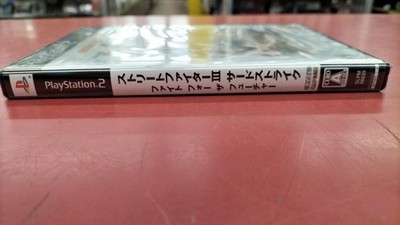 PlayStation.2
ストリートファイターIII サードストライク
ファイト フォー ザ フューチャー
CERO
A